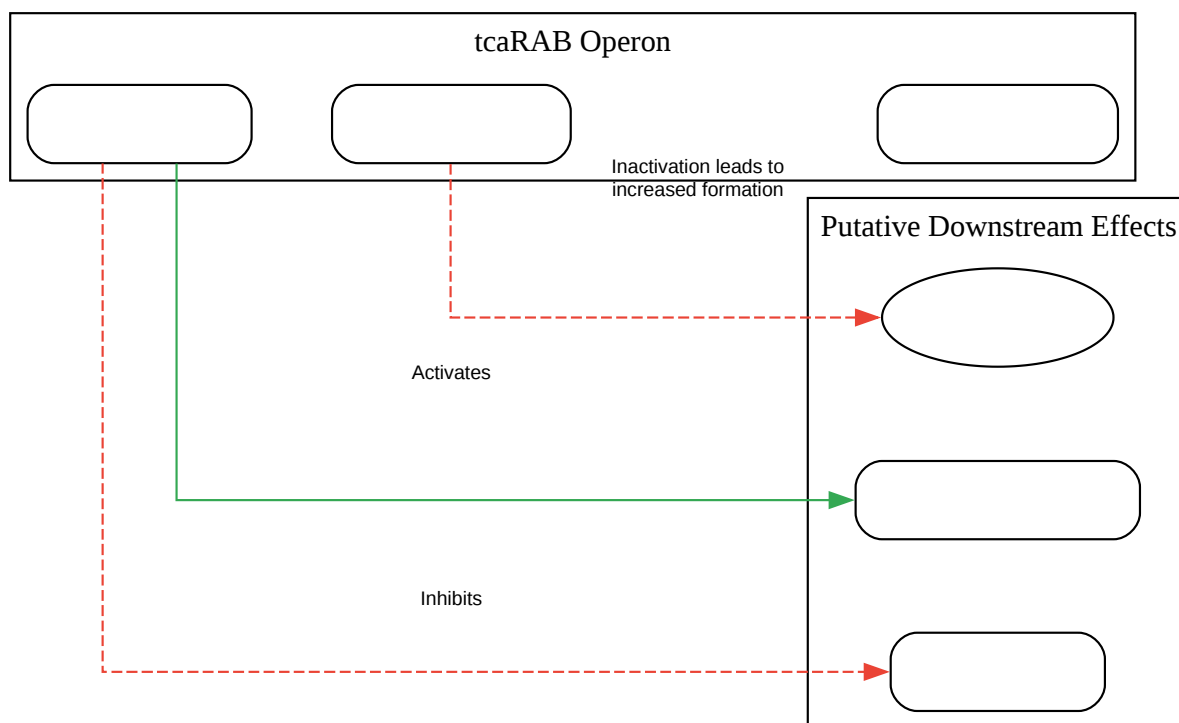 tcaRAB Operon
Inactivation leads to
increased formation
Putative Downstream Effects
Activates
Inhibits